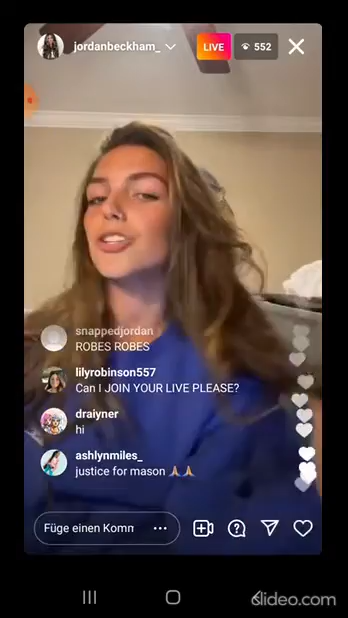 jordanbeckham_
LIVE
552
snappedjordan
ROBES ROBES
lilyrobinson557
Can I JOIN YOUR LIVE PLEASE?
draiyner
hi
ashlynmiles_
justice for mason 🙏🏼🙏🏼
Füge einen Komm
lideo.com